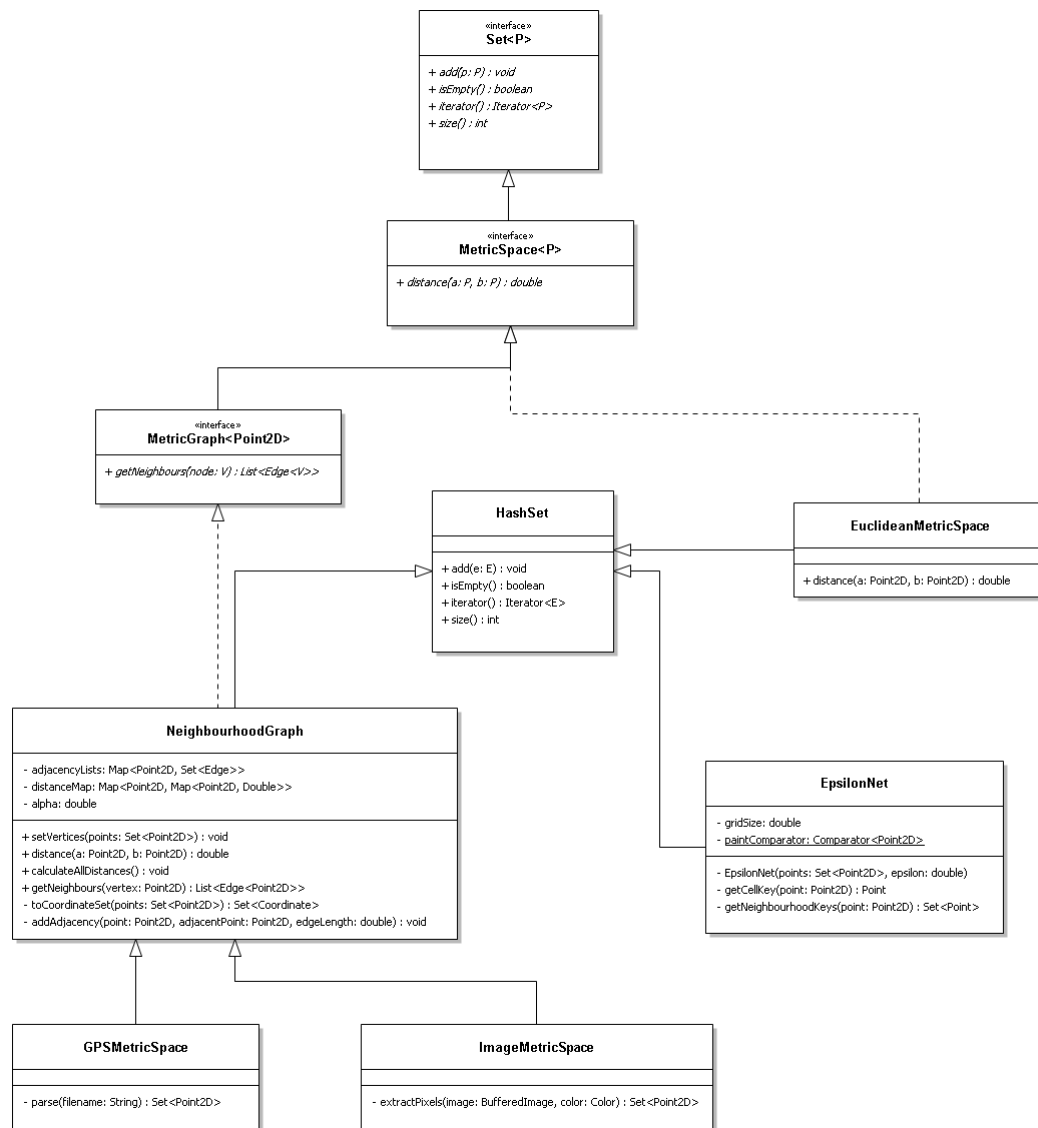 «interface»
Set<P>
+ add(p: P) : void
+ isEmpty() : boolean
+ iterator() : Iterator<P>
+ size() : int
«interface»
MetricSpace<P>
+ distance(a: P, b: P) : double
«interface»
MetricGraph<Point2D>
+ getNeighbours(node: V) : List<Edge<V>>
HashSet
+ add(e: E) : void
+ isEmpty() : boolean
+ iterator() : Iterator<E>
+ size() : int
EuclideanMetricSpace
+ distance(a: Point2D, b: Point2D) : double
NeighbourhoodGraph
- adjacencyLists: Map<Point2D, Set<Edge>>
- distanceMap: Map<Point2D, Map<Point2D, Double>>
- alpha: double
+ setVertices(points: Set<Point2D>) : void
+ distance(a: Point2D, b: Point2D) : double
+ calculateAllDistances() : void
+ getNeighbours(vertex: Point2D) : List<Edge<Point2D>>
- toCoordinateSet(points: Set<Point2D>) : Set<Coordinate>
- addAdjacency(point: Point2D, adjacentPoint: Point2D, edgeLength: double) : void
EpsilonNet
- gridSize: double
- paintComparator: Comparator<Point2D>
- EpsilonNet(points: Set<Point2D>, epsilon: double)
- getCellKey(point: Point2D) : Point
- getNeighbourhoodKeys(point: Point2D) : Set<Point>
GPSMetricSpace
- parse(filename: String) : Set<Point2D>
ImageMetricSpace
- extractPixels(image: BufferedImage, color: Color) : Set<Point2D>